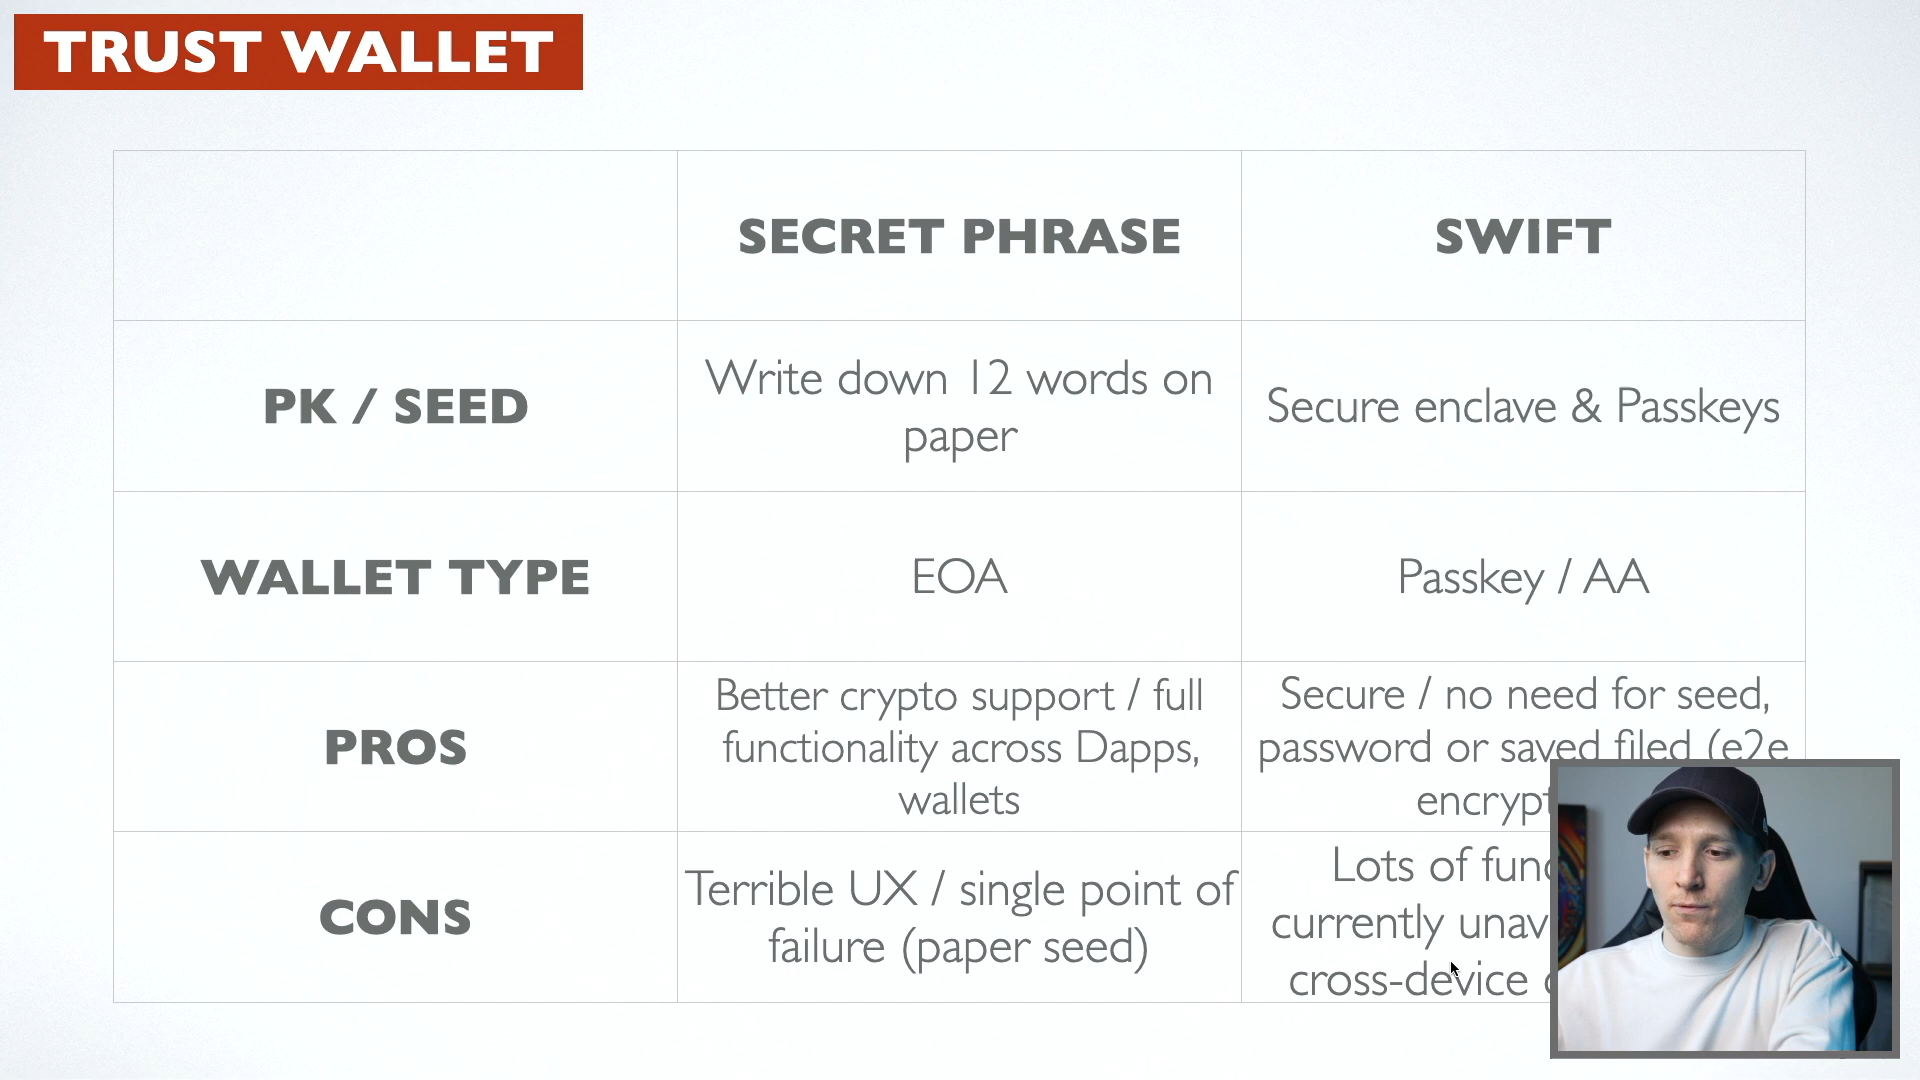 TRUST WALLET
SECRET PHRASE
SWIFT
PK / SEED
Write down 12 words on
paper
Secure enclave & Passkeys
WALLET TYPE
EOA
Passkey / AA
PROS
Better crypto support / full
functionality across Dapps,
wallets
Secure / no need for seed,
password or saved filed (e2e
CONS
Terrible UX / single point of
failure (paper seed)
Lots of
currently
cross-device